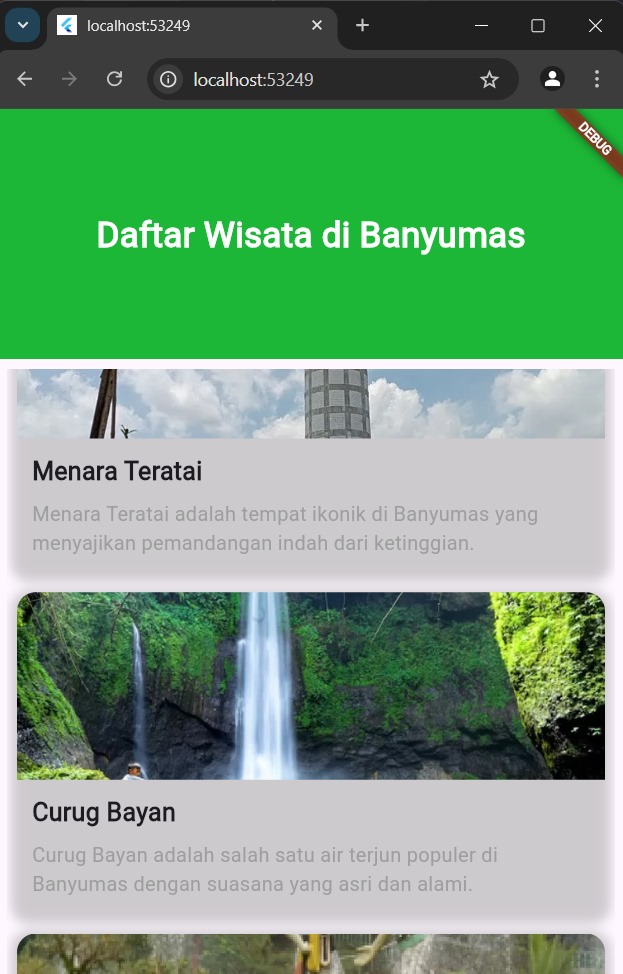 localhost:53249
localhost:53249
DEBUG
Daftar Wisata di Banyumas
Menara Teratai
Menara Teratai adalah tempat ikonik di Banyumas yang
menyajikan pemandangan indah dari ketinggian.
Curug Bayan
Curug Bayan adalah salah satu air terjun populer di
Banyumas dengan suasana yang asri dan alami.